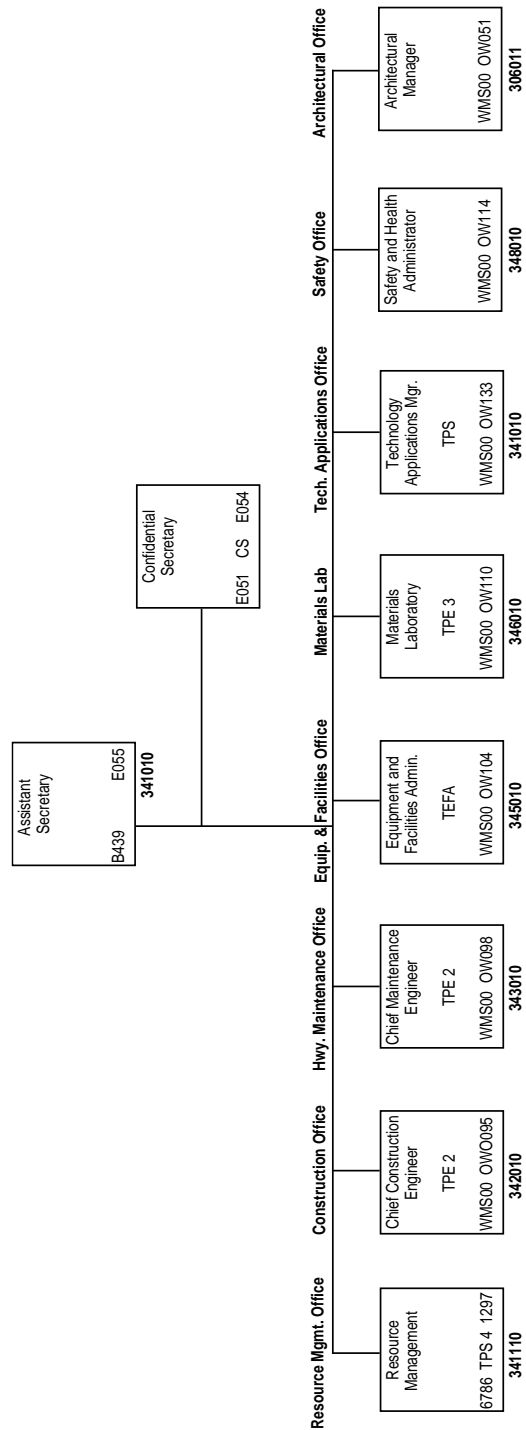 Assistant
Secretary
B439 E055
341010
Confidential
Secretary
E051 CS E054
Resource Mgmt. Office
Resource
Management
6786 TPS 4 1297
341110
Construction Office
Chief Construction
Engineer
TPE 2
WMS00 OWO095
342010
Hwy. Maintenance Office
Chief Maintenance
Engineer
TPE 2
WMS00 OW098
343010
Equip. & Facilities Office
Equipment and
Facilities Admin.
TEFA
WMS00 OW104
345010
Materials Lab
Materials
Laboratory
TPE 3
WMS00 OW110
346010
Tech. Applications Office
Technology
Applications Mgr.
TPS
WMS00 OW133
341010
Safety Office
Safety and Health
Administrator
WMS00 OW114
348010
Architectural Office
Architectural
Manager
WMS00 OW051
306011